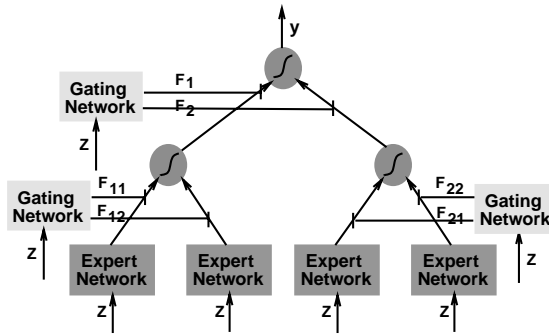 y
F1
Gating
Network
F2
Z
F11
F22
Gating
Network
Gating
Network
F12
F21
Z
Z
Expert
Network
Expert
Network
Expert
Network
Expert
Network
Z
Z
Z
Z